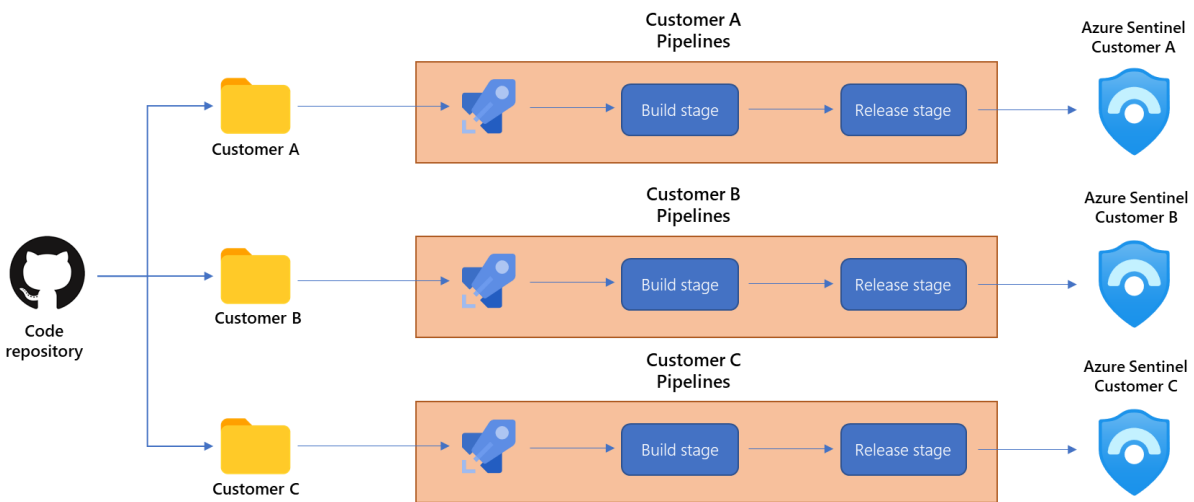 Customer A
Pipelines
Azure Sentinel
Customer A
Build stage
Release stage
Customer A
Customer B
Pipelines
Azure Sentinel
Customer B
Build stage
Release stage
Customer B
Code
repository
Customer C
Pipelines
Azure Sentinel
Customer C
Build stage
Release stage
Customer C